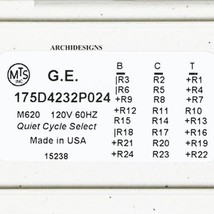 ARCHIDESIGNS
MTS INC
G.E.
175D4232P024
M620 120V 60HZ
Quiet Cycle Select
Made in USA
15238
B C T
|R3 |R2 +R1
|R6 |R5 +R4
+R9 +R8 +R7
+R12 +R11 +R10
R15 R14 +R13
|R18 +R17 +R16
+R21 +R20 +R19
+R24 +R23 +R22